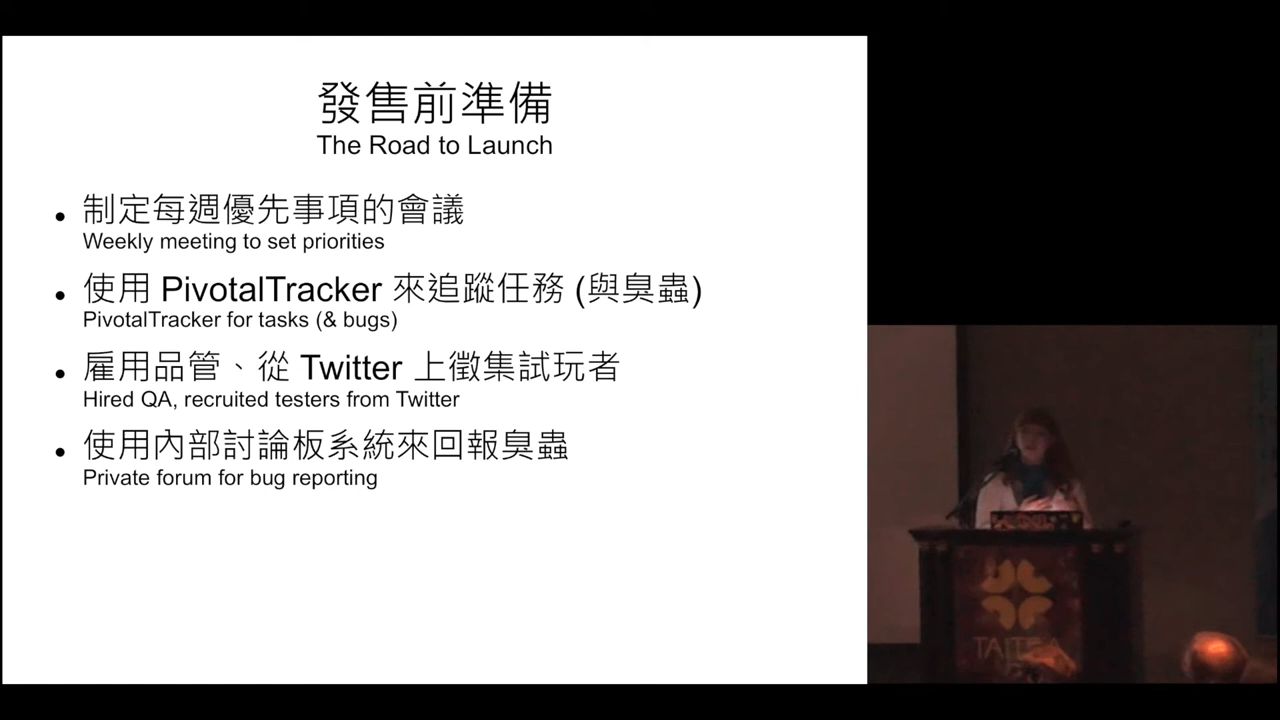 發售前準備
The Road to Launch
制定每週優先事項的會議
Weekly meeting to set priorities
使用 PivotalTracker 來追蹤任務 (與臭蟲)
PivotalTracker for tasks (& bugs)
雇用品管、從 Twitter 上徵集試玩者
Hired QA, recruited testers from Twitter
使用內部討論板系統來回報臭蟲
Private forum for bug reporting